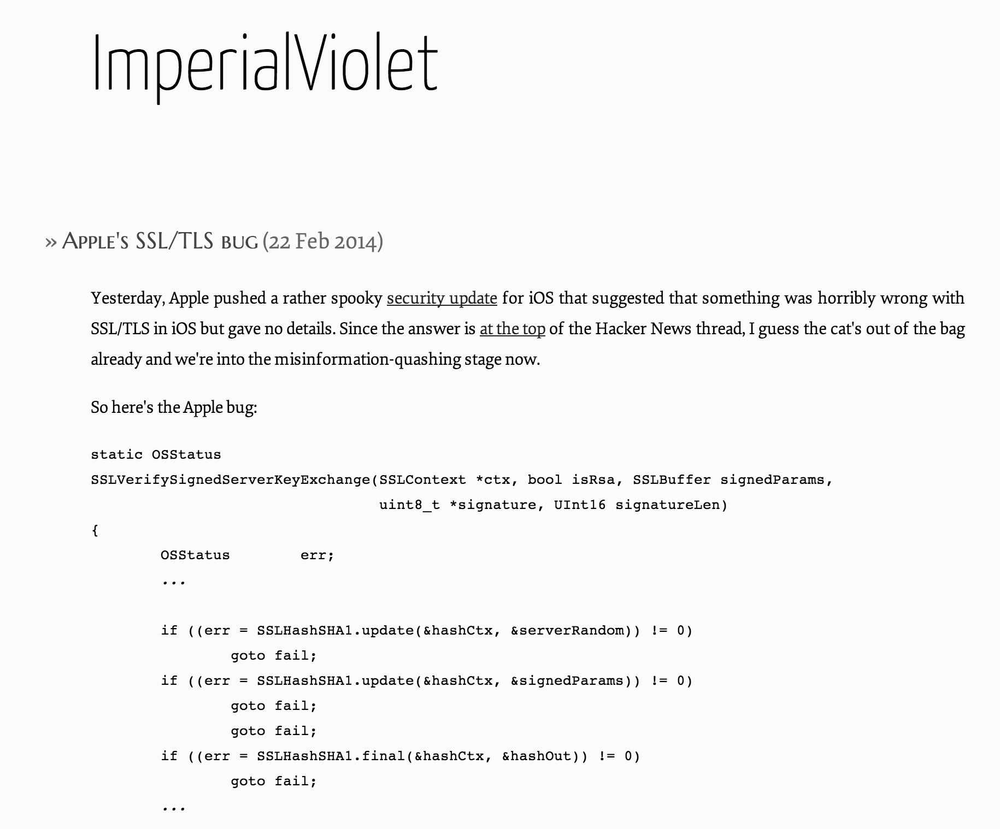 ImperialViolet
» Apple's SSL/TLS bug (22 Feb 2014)
Yesterday, Apple pushed a rather spooky security update for iOS that suggested that something was horribly wrong with
SSL/TLS in iOS but gave no details. Since the answer is at the top of the Hacker News thread, I guess the cat's out of the bag
already and we're into the misinformation-quashing stage now.
So here's the Apple bug:
static OSStatus
SSLVerifySignedServerKeyExchange(SSLContext *ctx, bool isRsa, SSLBuffer signedParams,
                                 uint8_t *signature, UInt16 signatureLen)
{
        OSStatus        err;
        ...
        if ((err = SSLHashSHA1.update(&hashCtx, &serverRandom)) != 0)
                goto fail;
        if ((err = SSLHashSHA1.update(&hashCtx, &signedParams)) != 0)
                goto fail;
                goto fail;
        if ((err = SSLHashSHA1.final(&hashCtx, &hashOut)) != 0)
                goto fail;
        ...